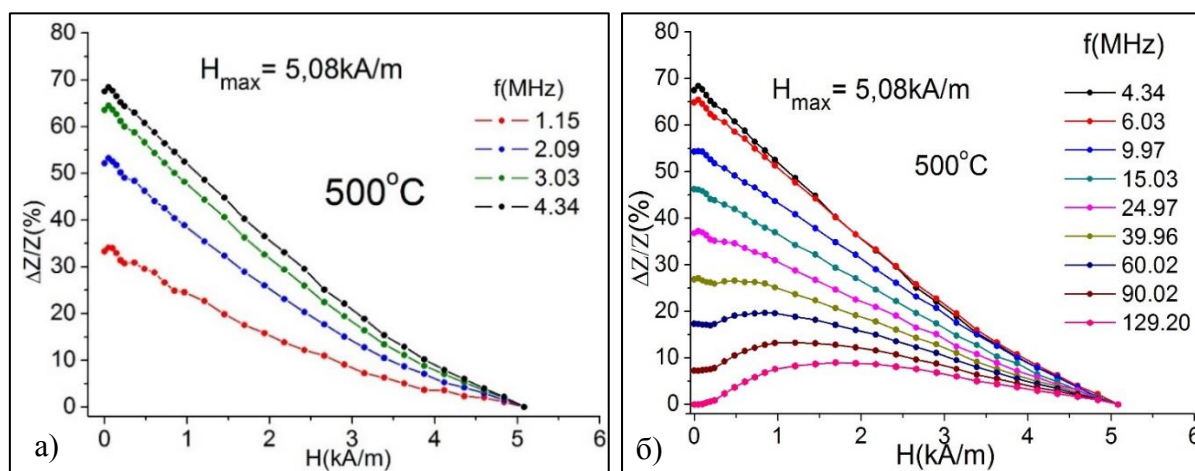 80
70
60
50
40
30
20
10
0
ΔZ/Z(%)
H_max = 5,08kA/m
f(MHz)
1.15
2.09
3.03
4.34
500°C
а)
0 1 2 3 4 5 6
H(kA/m)
80
70
60
50
40
30
20
10
0
ΔZ/Z(%)
H_max = 5,08kA/m
500°C
f(MHz)
4.34
6.03
9.97
15.03
24.97
39.96
60.02
90.02
129.20
б)
0 1 2 3 4 5 6
H(kA/m)